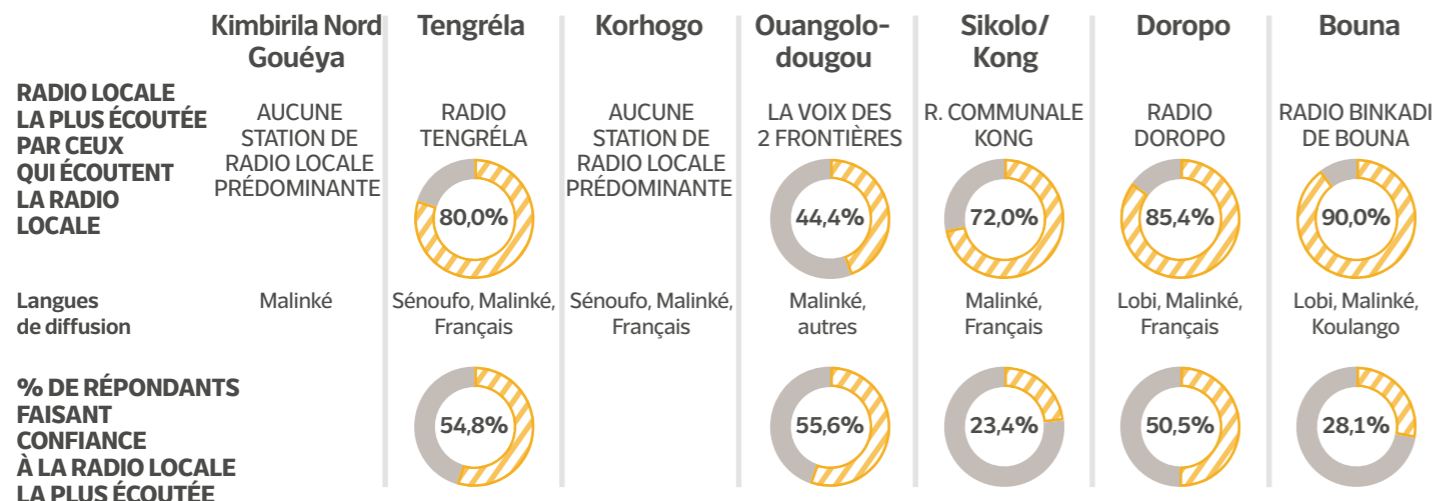 Kimbirila Nord
Gouéya
Tengréla
Korhogo
Ouangolo-
dougou
Sikolo/
Kong
Doropo
Bouna
RADIO LOCALE
LA PLUS ÉCOUTÉE
PAR CEUX
QUI ÉCOUTENT
LA RADIO
LOCALE
AUCUNE
STATION DE
RADIO LOCALE
PRÉDOMINANTE
RADIO
TENGRÉLA
80,0%
AUCUNE
STATION DE
RADIO LOCALE
PRÉDOMINANTE
LA VOIX DES
2 FRONTIÈRES
44,4%
R. COMMUNALE
KONG
72,0%
RADIO
DOROPO
85,4%
RADIO BINKADI
DE BOUNA
90,0%
Langues
de diffusion
Malinké
Sénoufo, Malinké,
Français
Sénoufo, Malinké,
Français
Malinké,
autres
Malinké,
Français
Lobi, Malinké,
Français
Lobi, Malinké,
Koulango
% DE RÉPONDANTS
FAISANT
CONFIANCE
À LA RADIO LOCALE
LA PLUS ÉCOUTÉE
54,8%
55,6%
23,4%
50,5%
28,1%